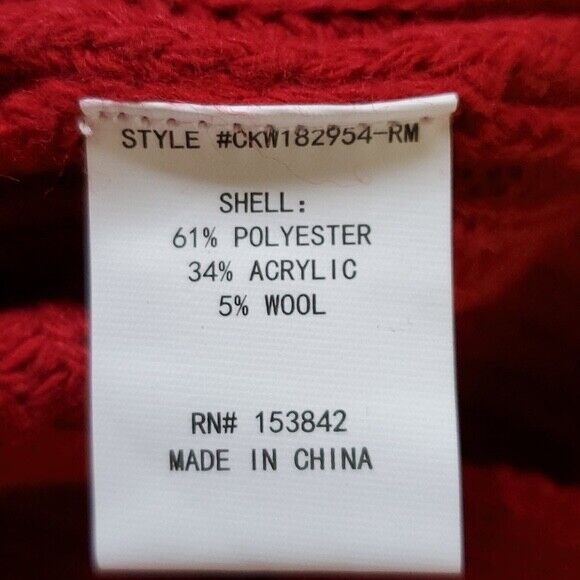 STYLE #CKW182954-RM
SHELL:
61% POLYESTER
34% ACRYLIC
5% WOOL
RN# 153842
MADE IN CHINA